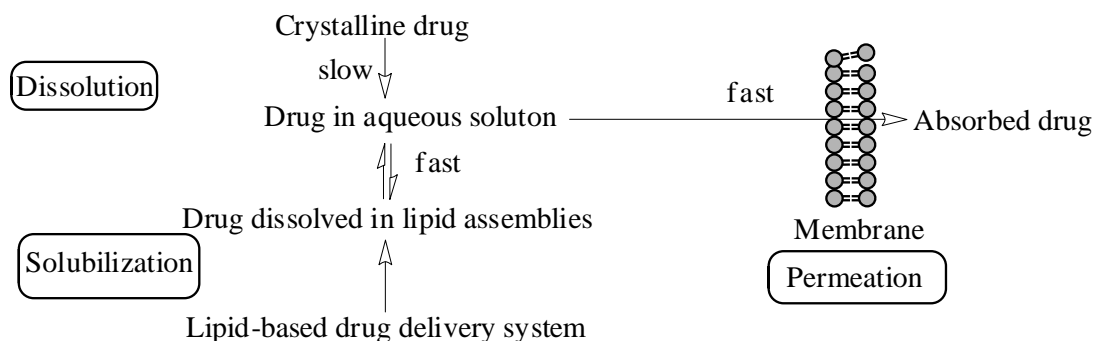 Crystalline drug
slow
Dissolution
fast
Drug in aqueous soluton
Absorbed drug
fast
Drug dissolved in lipid assemblies
Membrane
Solubilization
Permeation
Lipid-based drug delivery system